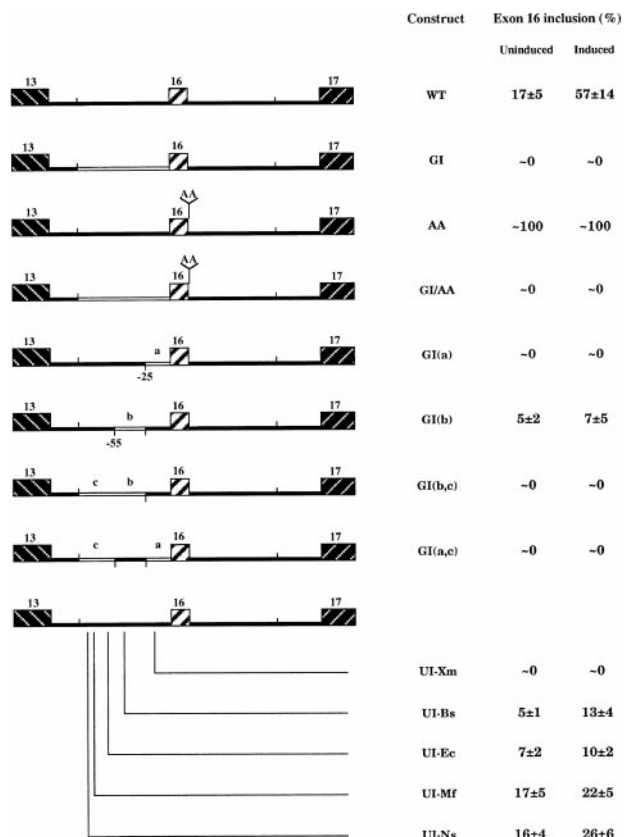 Construct Exon 16 inclusion (%)
Uninduced Induced
13 16 17 WT 17±5 57±14
13 16 17 GI ~0 ~0
AA
13 16 17 AA ~100 ~100
AA
13 16 17 GI/AA ~0 ~0
13 a 16 17 GI(a) ~0 ~0
-25
13 b 16 17 GI(b) 5±2 7±5
-55
13 c b 16 17 GI(b,c) ~0 ~0
13 c a 16 17 GI(a,c) ~0 ~0
13 16 17
UI-Xm ~0 ~0
UI-Bs 5±1 13±4
UI-Ec 7±2 10±2
UI-Mf 17±5 22±5
UI-Ns 16±4 26±6